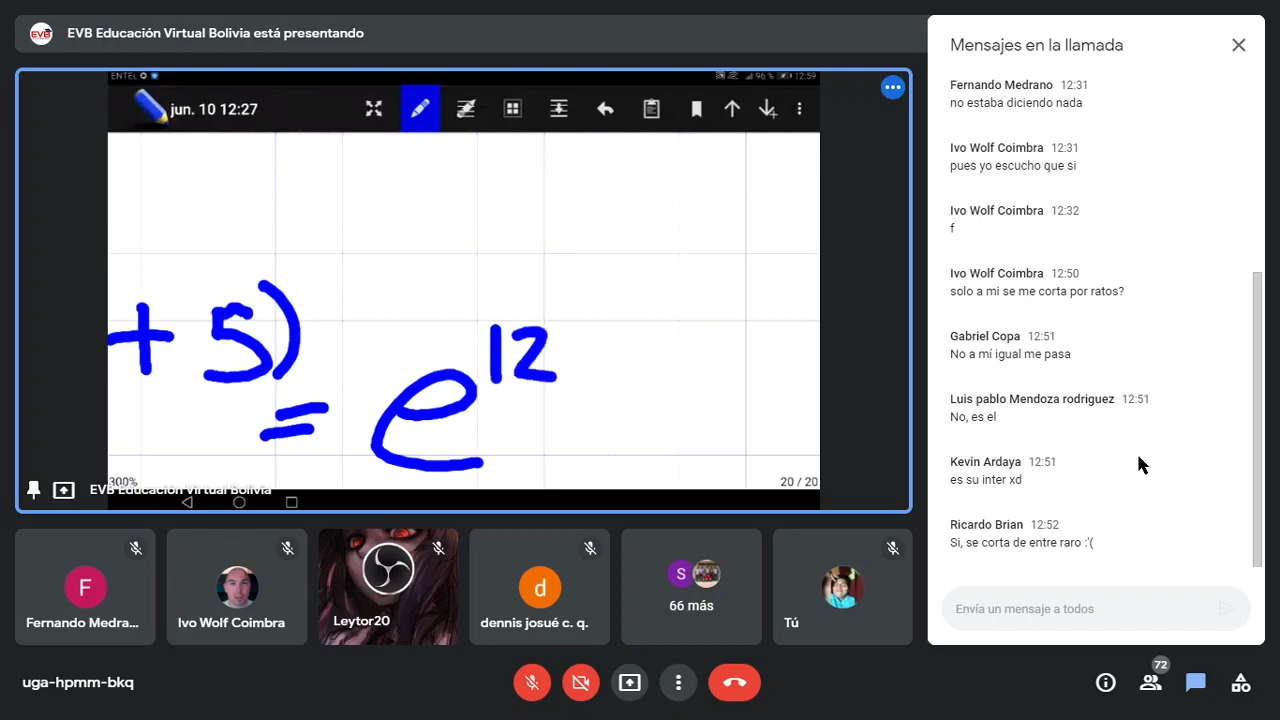 EVB Educación Virtual Bolivia está presentando
ENTEL
96 % 12:59
jun. 10 12:27
+ 5)
= e^12
300%
20 / 20
EVB Educación Virtual Bolivia
Fernando Medra...
Ivo Wolf Coimbra
Leytor20
dennis josué c. q.
S
66 más
Tú
F
d
uga-hpmm-bkq
72
Mensajes en la llamada
Fernando Medrano 12:31
no estaba diciendo nada
Ivo Wolf Coimbra 12:31
pues yo escucho que si
Ivo Wolf Coimbra 12:32
f
Ivo Wolf Coimbra 12:50
solo a mi se me corta por ratos?
Gabriel Copa 12:51
No a mí igual me pasa
Luis pablo Mendoza rodriguez 12:51
No, es el
Kevin Ardaya 12:51
es su inter xd
Ricardo Brian 12:52
Si, se corta de entre raro :'(
Envía un mensaje a todos